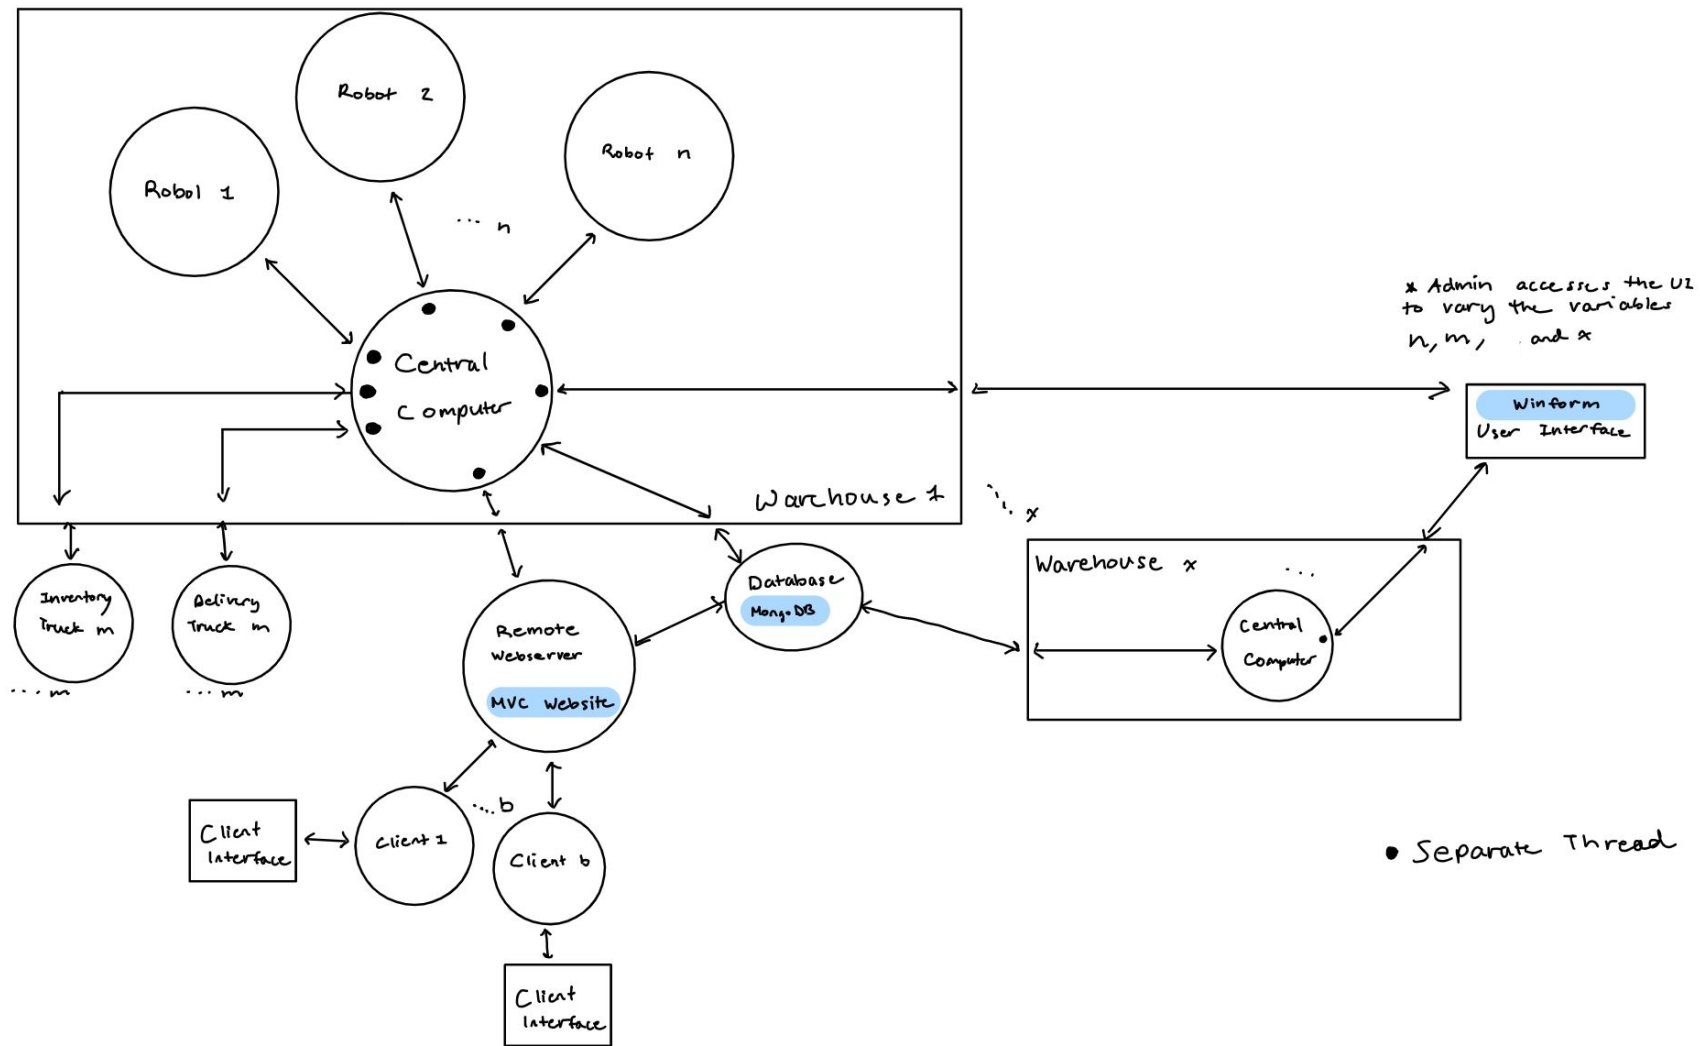 Robot 2
Robot n
Robol 1
... n
* Admin accesses the UI
to vary the variables
n, m, and x
Central
Computer
Winform
User Interface
Warehouse 1
... x
Inventory
Truck m
... m
Delivery
Truck m
... m
Remote
Webserver
MVC Website
Database
MongoDB
Warehouse x
...
Central
Computer
... b
Client
Interface
Client 1
Client b
Client
Interface
Separate Thread